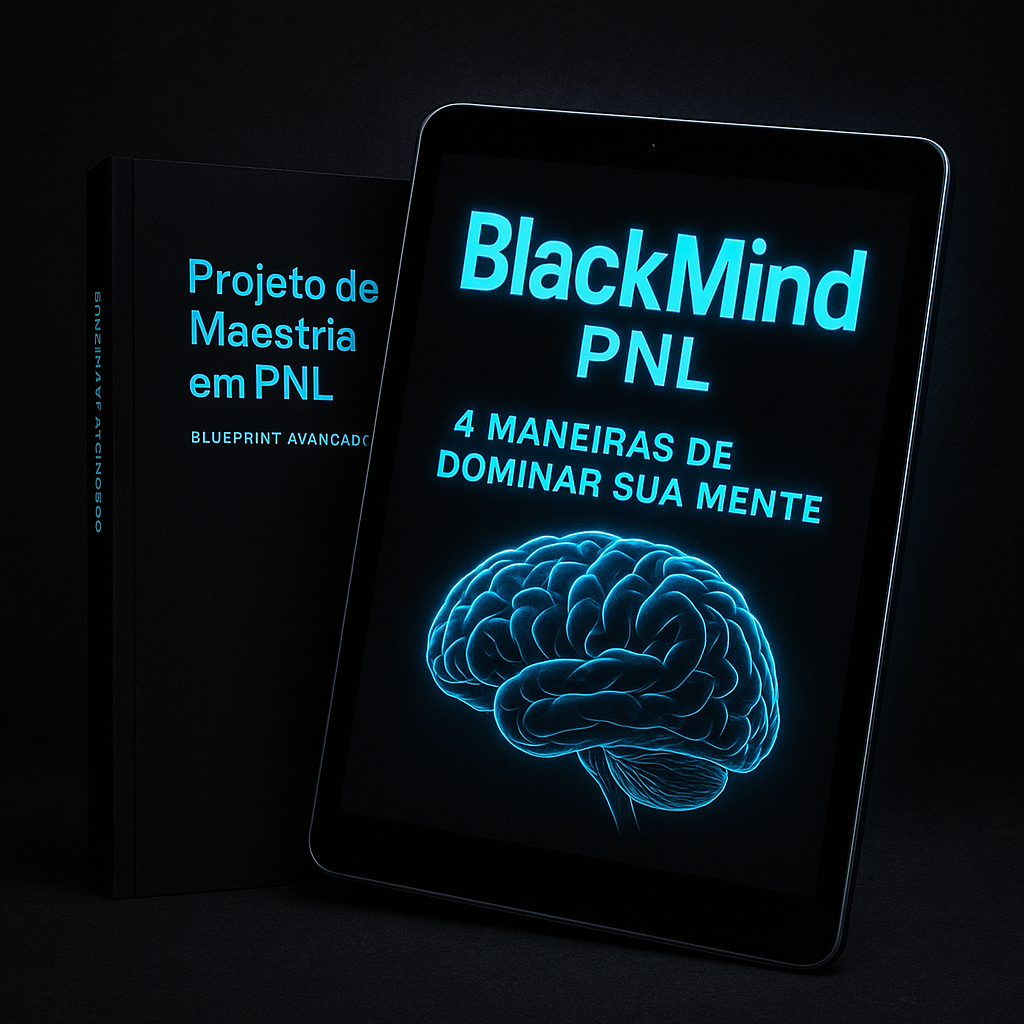 Projeto de
Maestria
em PNL
BLUEPRINT AVANCADO
BlackMind
PNL
4 MANEIRAS DE
DOMINAR SUA MENTE